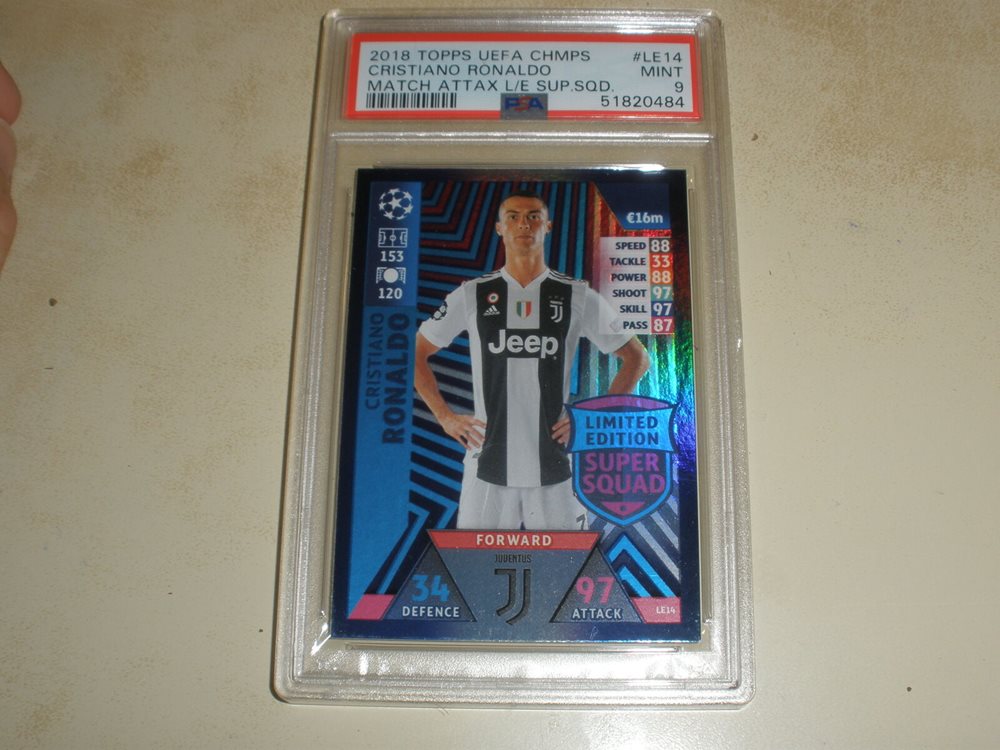 2018 TOPPS UEFA CHMPS #LE14
CRISTIANO RONALDO MINT
MATCH ATTAX L/E SUP.SQD. 9
PSA 51820484
€16m
153
120
SPEED 88
TACKLE 33
POWER 88
SHOOT 97
SKILL 97
PASS 87
CRISTIANO
RONALDO
Jeep
LIMITED
EDITION
SUPER
SQUAD
FORWARD
JUVENTUS
34
DEFENCE
97
ATTACK
LE14